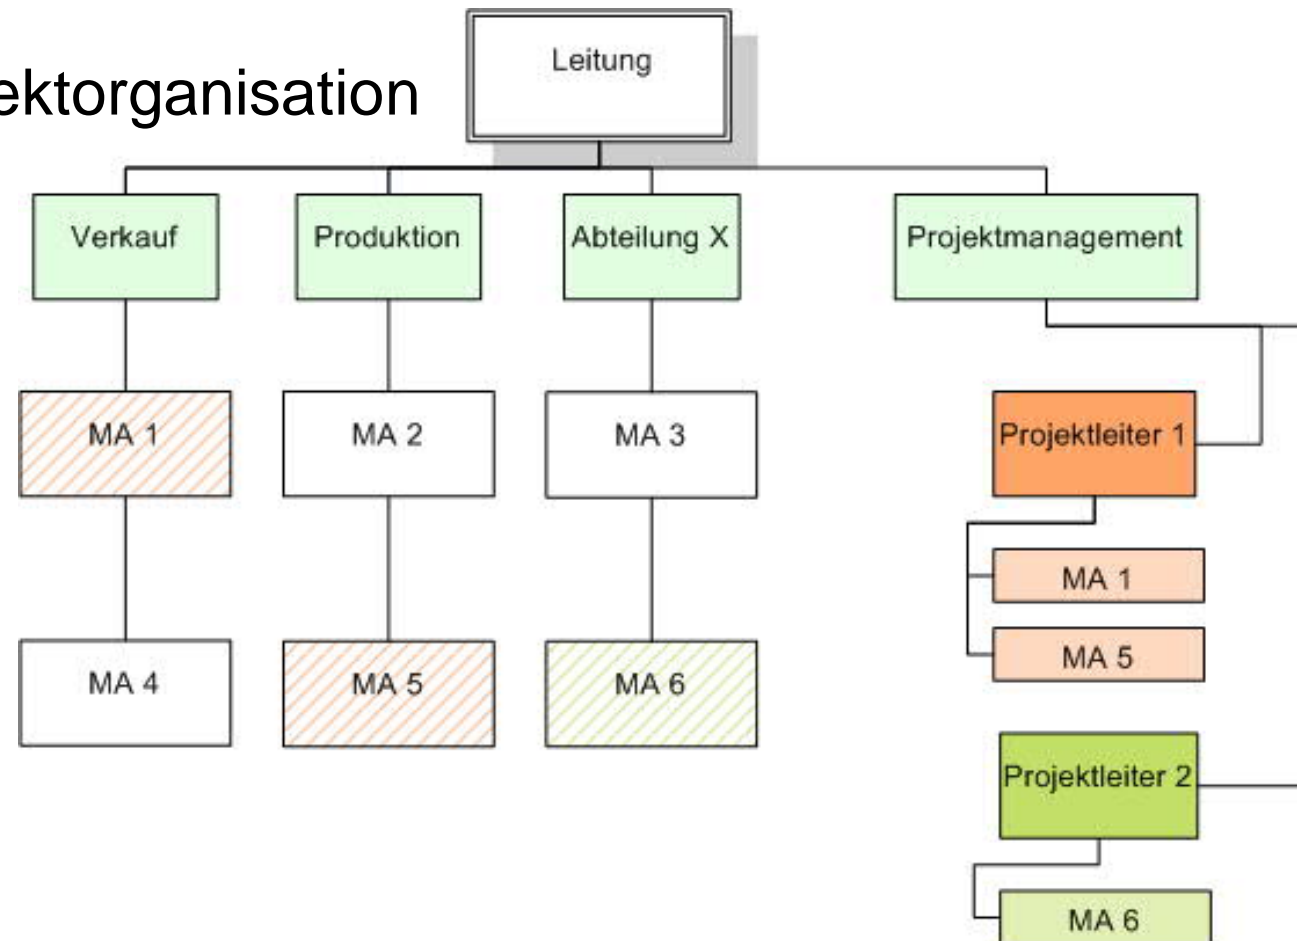 Leitung
ektorganisation
Verkauf
Produktion
Abteilung X
Projektmanagement
MA 1
MA 2
MA 3
Projektleiter 1
MA 1
MA 5
MA 4
MA 5
MA 6
Projektleiter 2
MA 6